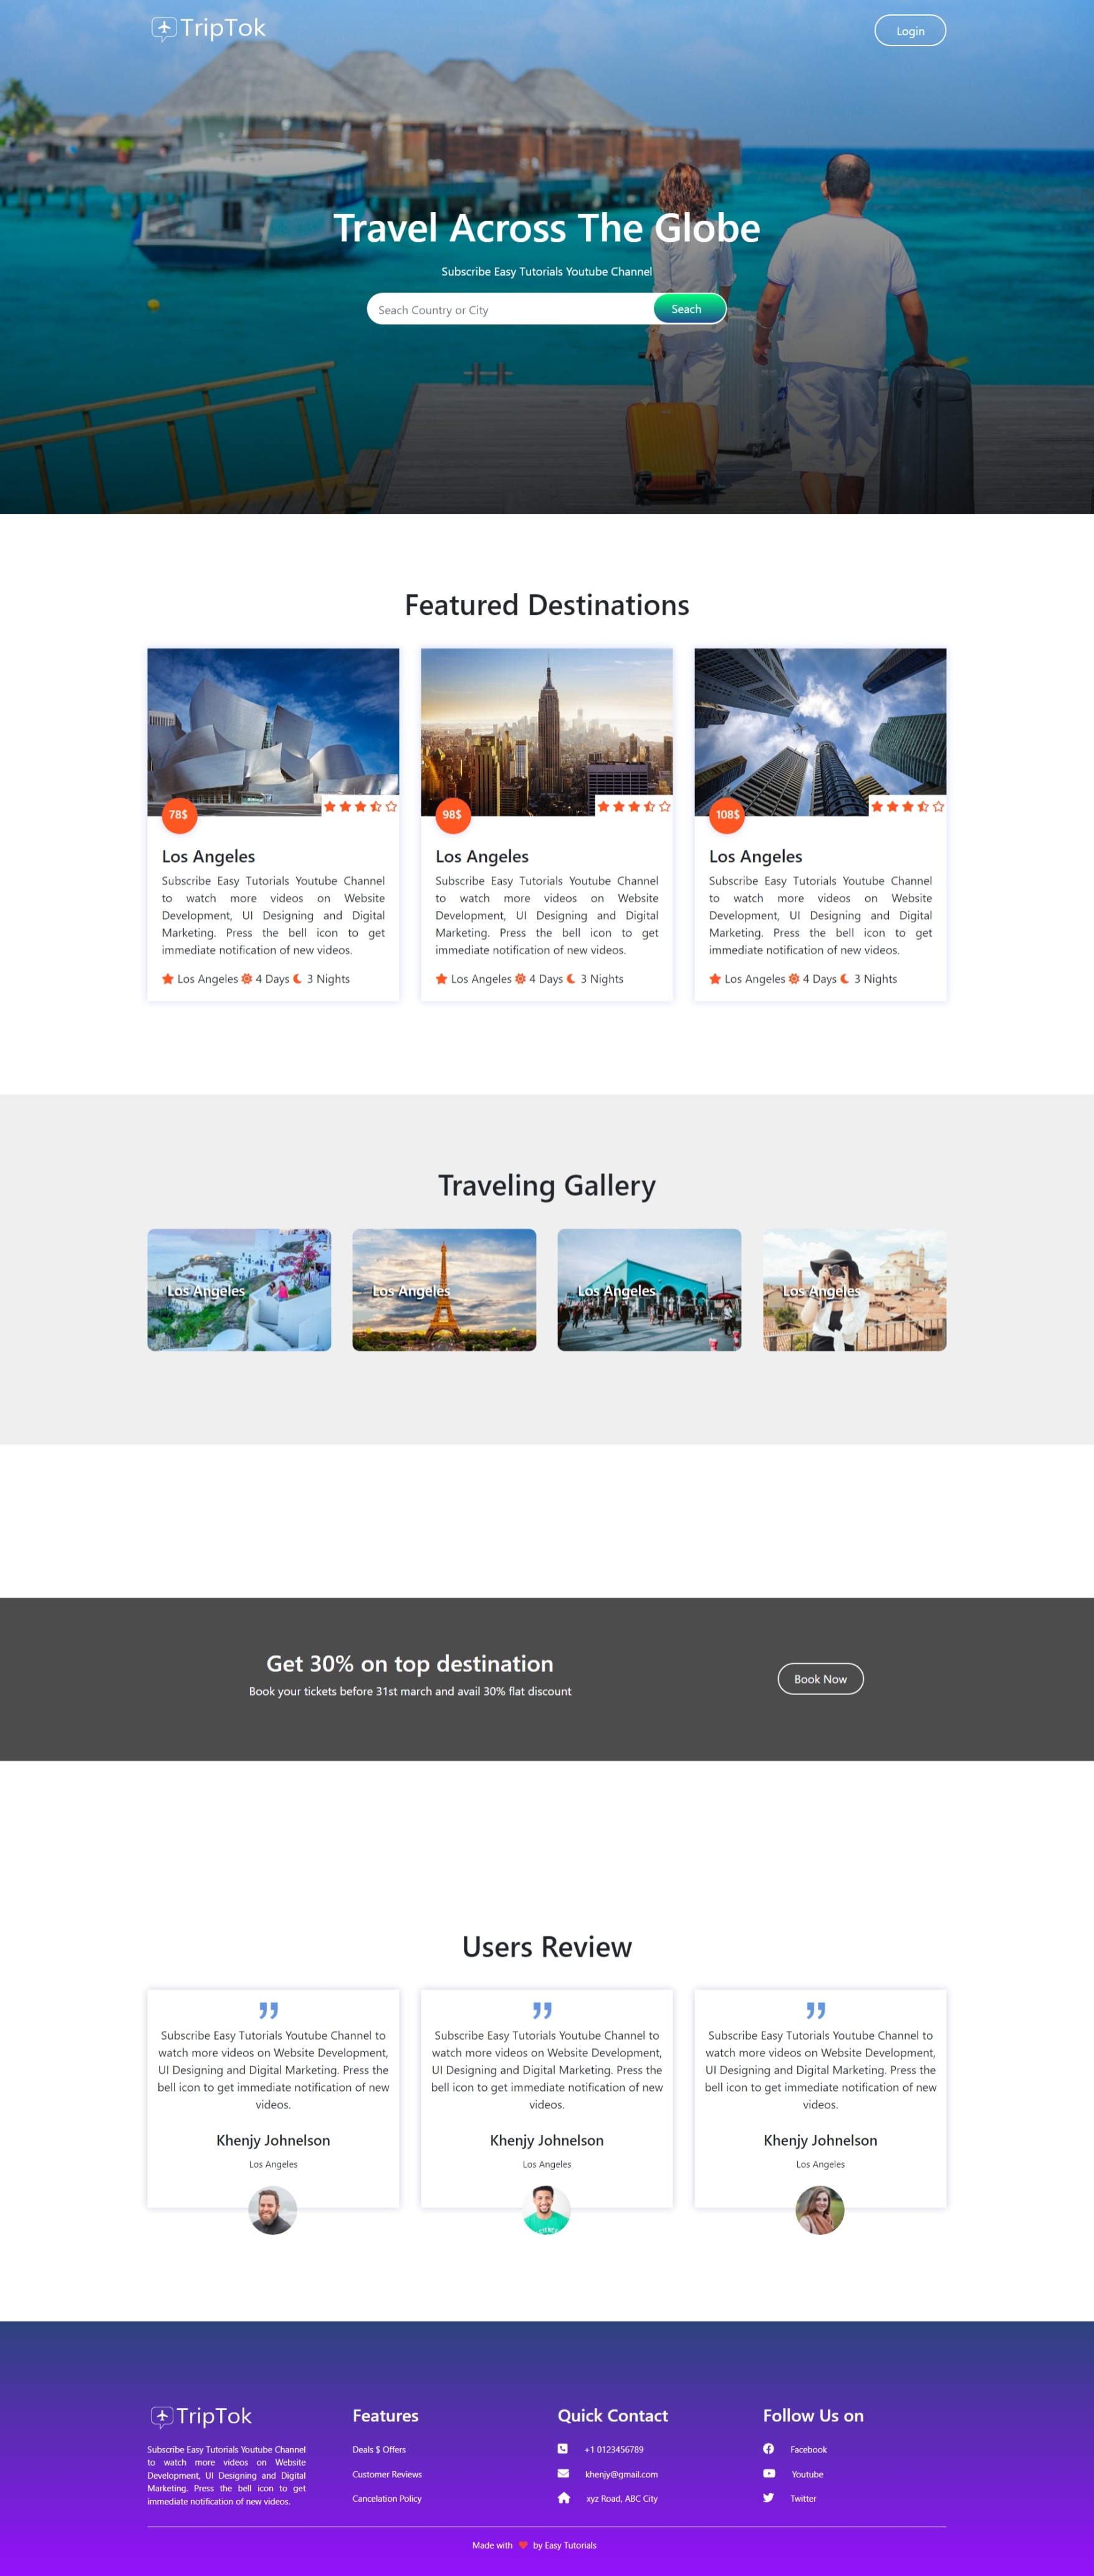 TripTok
Login
Travel Across The Globe
Subscribe Easy Tutorials Youtube Channel
Seach Country or City
Seach
Featured Destinations
78$
98$
108$
Los Angeles
Subscribe Easy Tutorials Youtube Channel
to watch more videos on Website
Development, UI Designing and Digital
Marketing. Press the bell icon to get
immediate notification of new videos.
Los Angeles 4 Days 3 Nights
Los Angeles
Subscribe Easy Tutorials Youtube Channel
to watch more videos on Website
Development, UI Designing and Digital
Marketing. Press the bell icon to get
immediate notification of new videos.
Los Angeles 4 Days 3 Nights
Los Angeles
Subscribe Easy Tutorials Youtube Channel
to watch more videos on Website
Development, UI Designing and Digital
Marketing. Press the bell icon to get
immediate notification of new videos.
Los Angeles 4 Days 3 Nights
Traveling Gallery
Los Angeles
Los Angeles
Los Angeles
Los Angeles
Get 30% on top destination
Book your tickets before 31st march and avail 30% flat discount
Book Now
Users Review
Subscribe Easy Tutorials Youtube Channel to
watch more videos on Website Development,
UI Designing and Digital Marketing. Press the
bell icon to get immediate notification of new
videos.
Khenjy Johnelson
Los Angeles
Subscribe Easy Tutorials Youtube Channel to
watch more videos on Website Development,
UI Designing and Digital Marketing. Press the
bell icon to get immediate notification of new
videos.
Khenjy Johnelson
Los Angeles
Subscribe Easy Tutorials Youtube Channel to
watch more videos on Website Development,
UI Designing and Digital Marketing. Press the
bell icon to get immediate notification of new
videos.
Khenjy Johnelson
Los Angeles
TripTok
Subscribe Easy Tutorials Youtube Channel
to watch more videos on Website
Development, UI Designing and Digital
Marketing. Press the bell icon to get
immediate notification of new videos.
Features
Deals $ Offers
Customer Reviews
Cancelation Policy
Quick Contact
+1 0123456789
khenjy@gmail.com
xyz Road, ABC City
Follow Us on
Facebook
Youtube
Twitter
Made with ❤ by Easy Tutorials